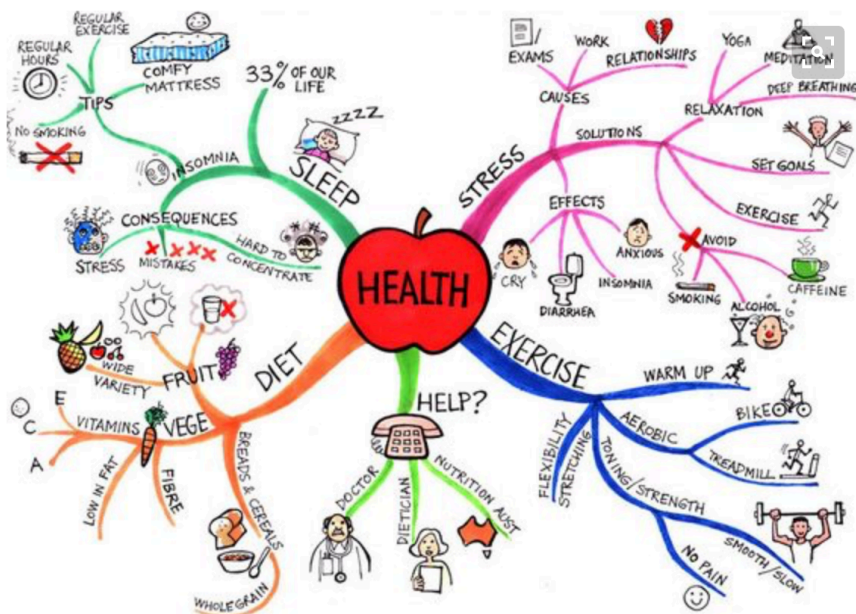 HEALTH
SLEEP
33% OF OUR
LIFE
ZZZZ
INSOMNIA
TIPS
REGULAR
EXERCISE
REGULAR
HOURS
COMFY
MATTRESS
NO SMOKING
CONSEQUENCES
STRESS
MISTAKES
HARD TO
CONCENTRATE
STRESS
CAUSES
EXAMS
WORK
RELATIONSHIPS
SOLUTIONS
RELAXATION
YOGA
MEDITATION
DEEP BREATHING
SET GOALS
EXERCISE
AVOID
SMOKING
ALCOHOL
CAFFEINE
EFFECTS
CRY
DIARRHEA
INSOMNIA
ANXIOUS
DIET
FRUIT
WIDE
VARIETY
VEGE
VITAMINS
E
C
A
LOW IN FAT
FIBRE
BREADS & CEREALS
WHOLEGRAIN
HELP?
DOCTOR
DIETICIAN
NUTRITION AUST
EXERCISE
WARM UP
AEROBIC
BIKE
TREADMILL
TONING/STRENGTH
SMOOTH/SLOW
NO PAIN
FLEXIBILITY
STRETCHING